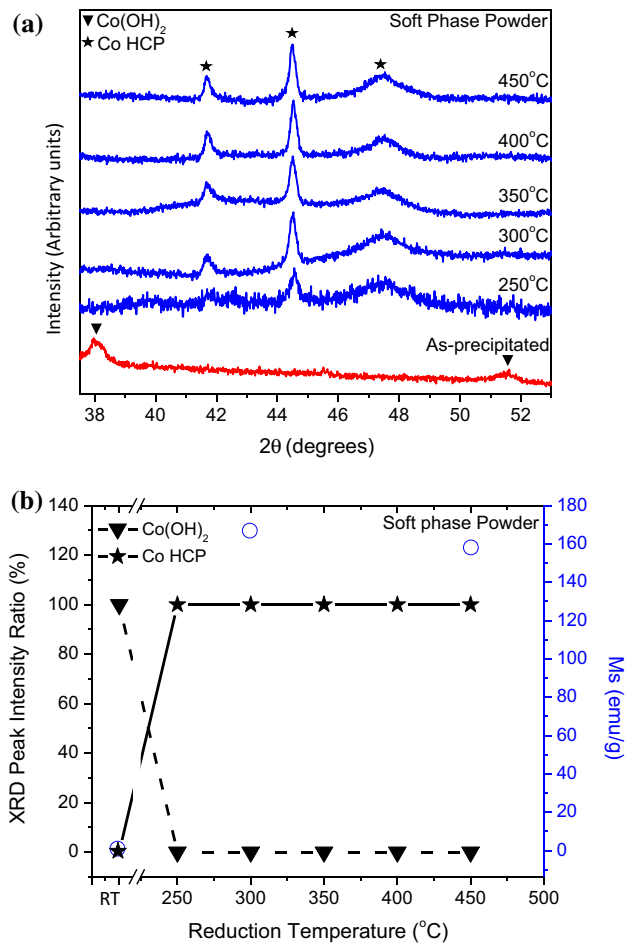 (a)
▼ Co(OH)2
★ Co HCP
Soft Phase Powder
450°C
400°C
350°C
300°C
250°C
As-precipitated
Intensity (Arbitrary units)
38 40 42 44 46 48 50 52
2θ (degrees)
(b)
Co(OH)2
Co HCP
Soft phase Powder
XRD Peak Intensity Ratio (%)
140
120
100
80
60
40
20
0
Ms (emu/g)
180
160
140
120
100
80
60
40
20
0
RT 250 300 350 400 450 500
Reduction Temperature (°C)